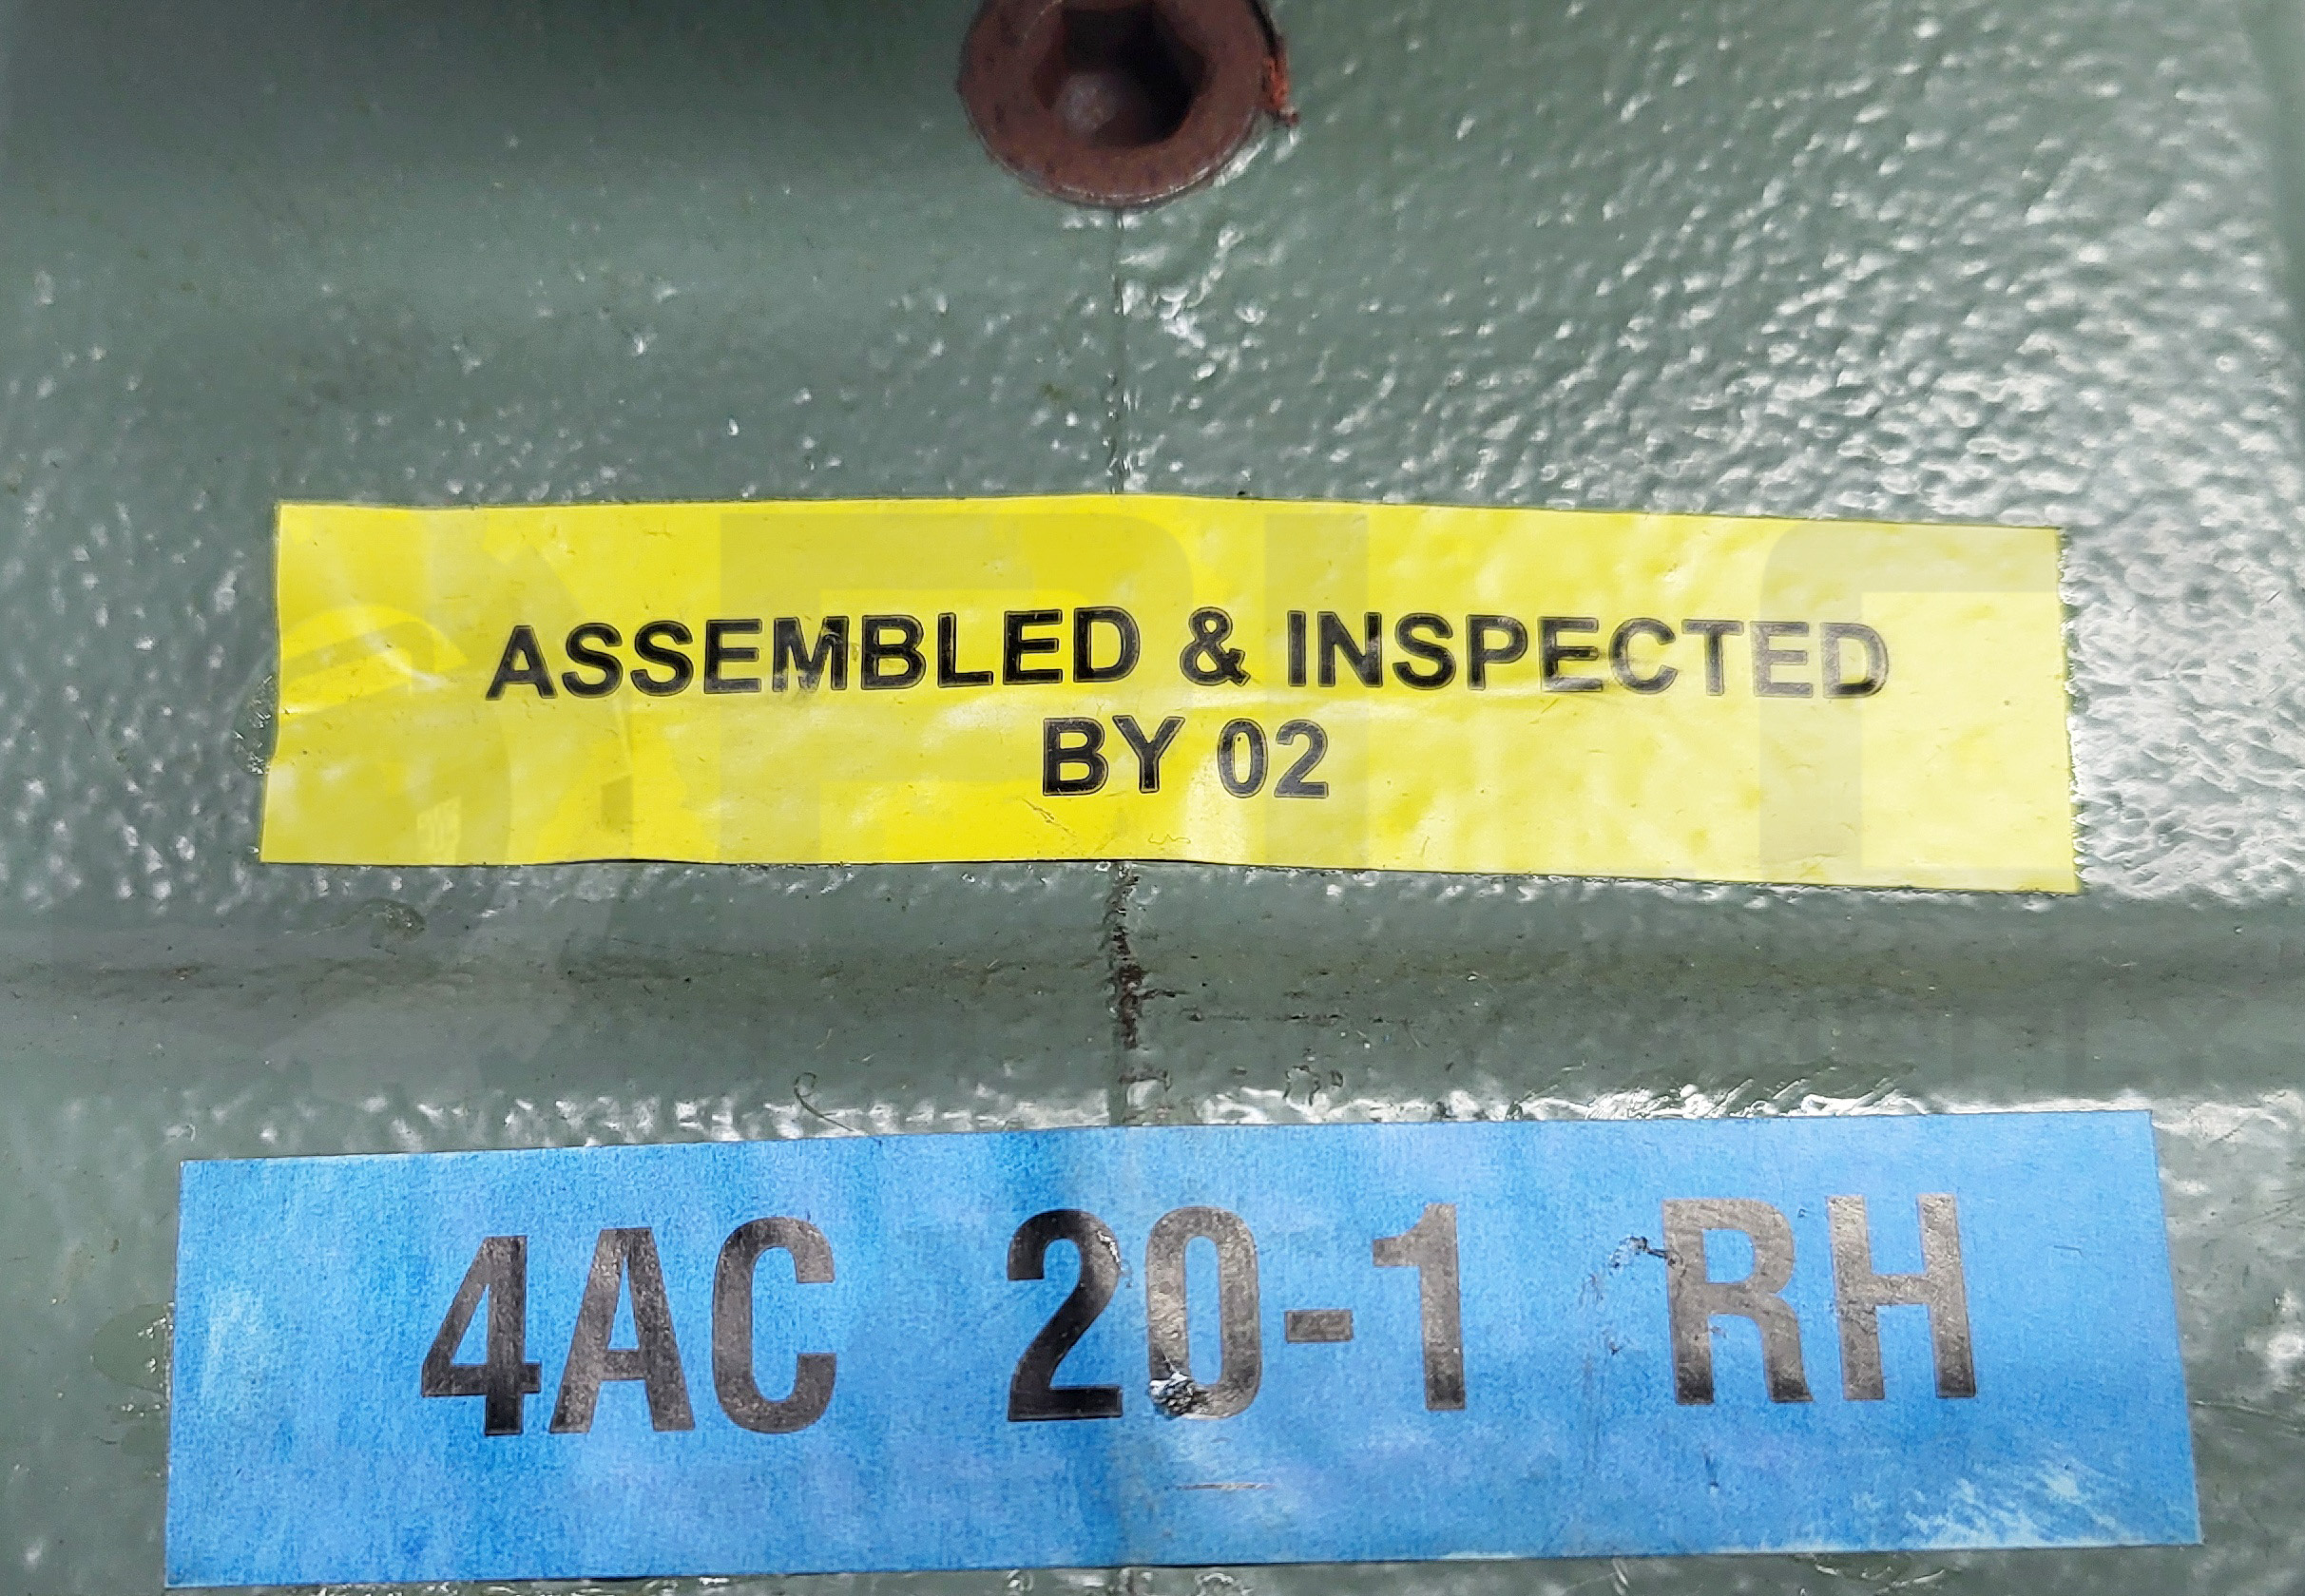 ASSEMBLED & INSPECTED
BY 02
4AC 20-1 RH